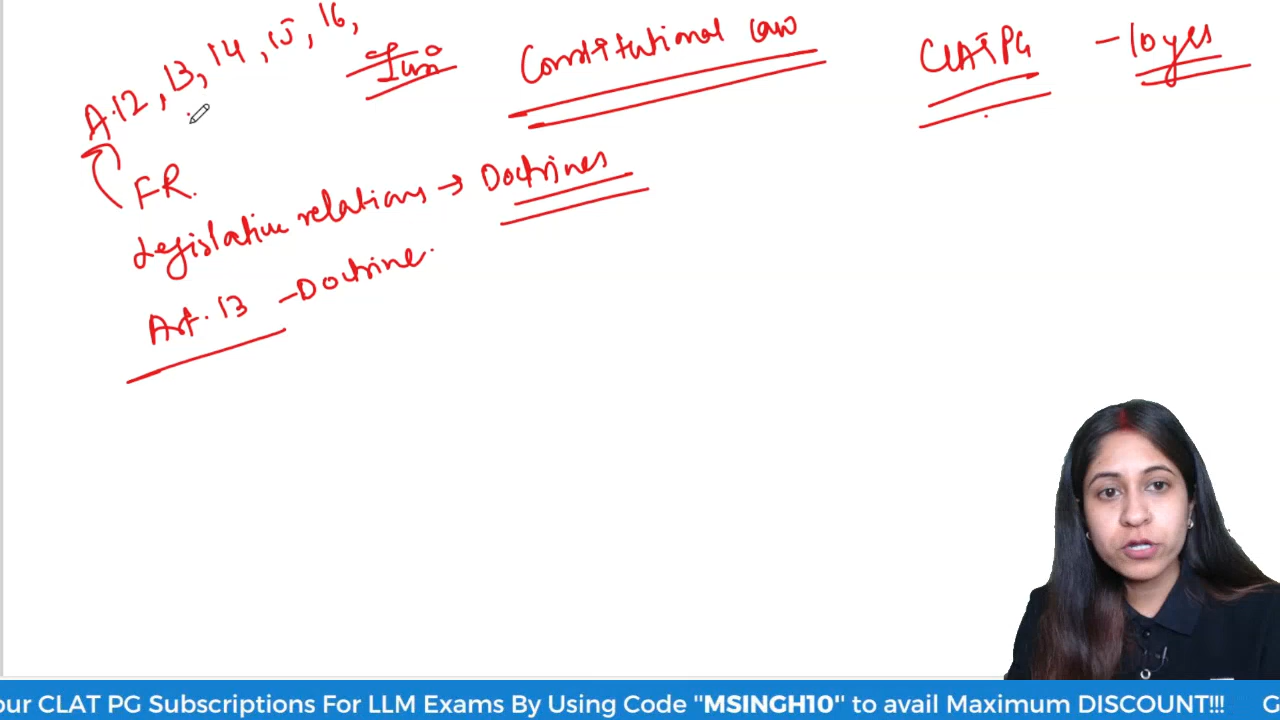 A.12, 13, 14, 15, 16,
Constitutional law
CLAT PG - 10 yrs
FR.
Legislative relations → Doctrines
Art. 13 - Doctrine.
our CLAT PG Subscriptions For LLM Exams By Using Code "MSINGH10" to avail Maximum DISCOUNT!!! G